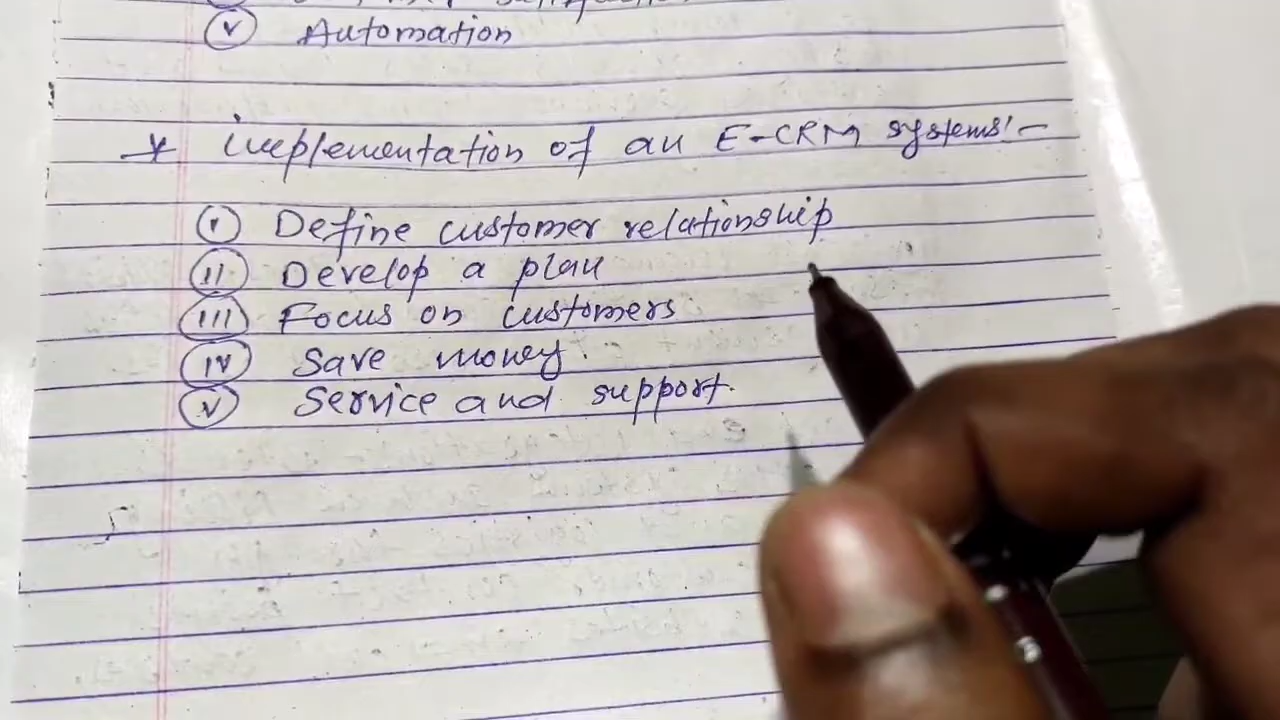 (V) Automation
* implementation of an E-CRM systems:-
(I) Define customer relationship
(II) Develop a plan
(III) Focus on customers
(IV) Save money.
(V) Service and support.